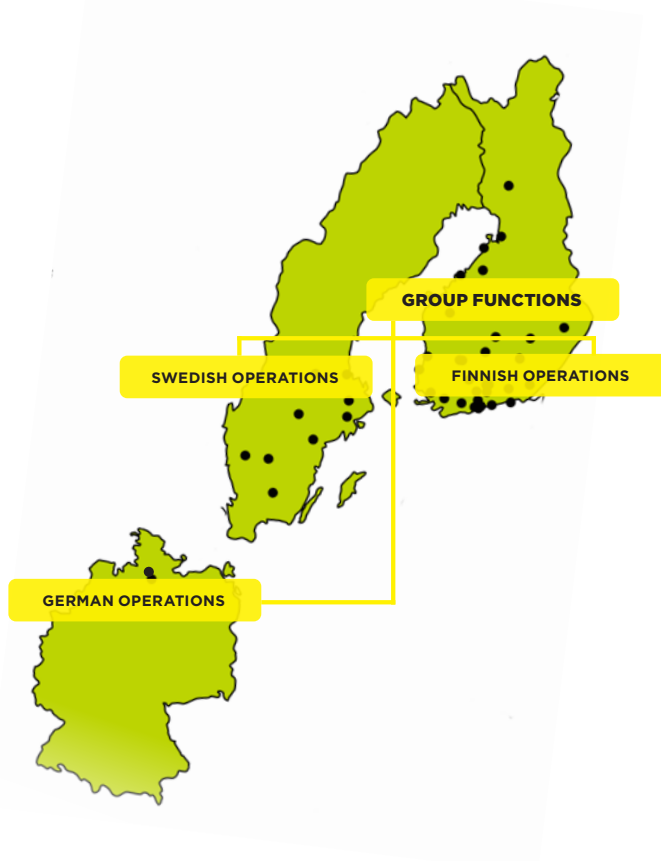 GROUP FUNCTIONS
SWEDISH OPERATIONS
FINNISH OPERATIONS
GERMAN OPERATIONS